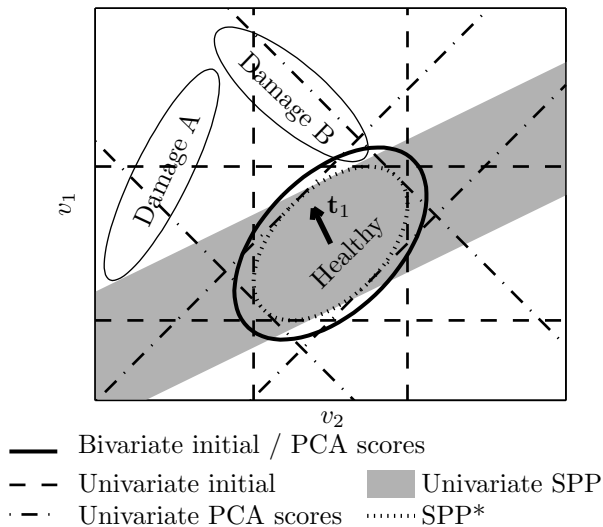 Damage B
Damage A
v₁
t₁
Healthy
v₂
Bivariate initial / PCA scores
Univariate initial
Univariate SPP
Univariate PCA scores
SPP*